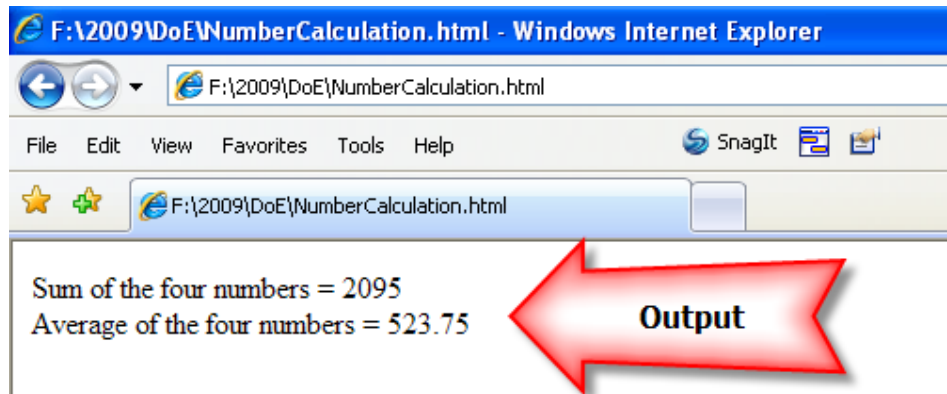 F:\2009\DoE\NumberCalculation.html - Windows Internet Explorer
F:\2009\DoE\NumberCalculation.html
File Edit View Favorites Tools Help SnagIt
F:\2009\DoE\NumberCalculation.html
Sum of the four numbers = 2095
Average of the four numbers = 523.75
Output